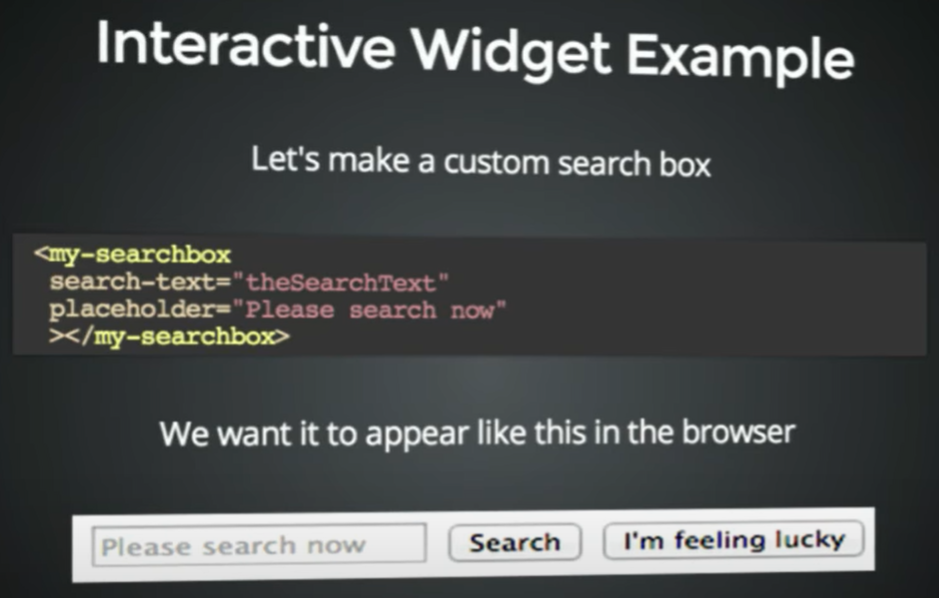 Interactive Widget Example
Let's make a custom search box
<my-searchbox
search-text="theSearchText"
placeholder="Please search now"
></my-searchbox>
We want it to appear like this in the browser
Please search now Search I'm feeling lucky